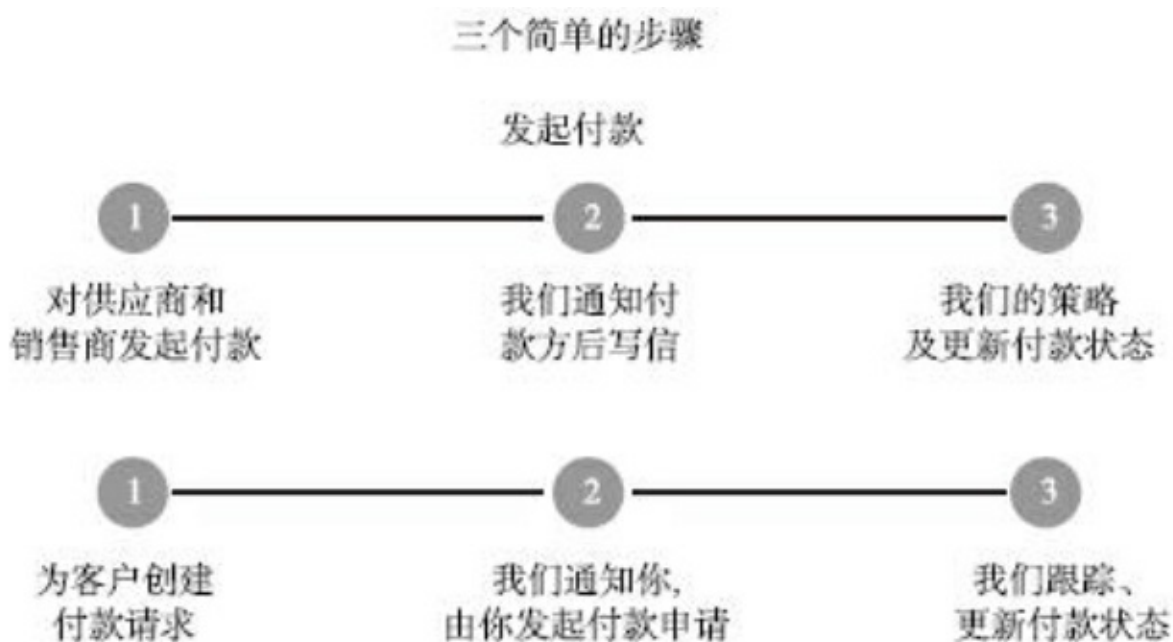 三个简单的步骤
发起付款
1
2
3
对供应商和
销售商发起付款
我们通知付
款方后写信
我们的策略
及更新付款状态
1
2
3
为客户创建
付款请求
我们通知你,
由你发起付款申请
我们跟踪、
更新付款状态